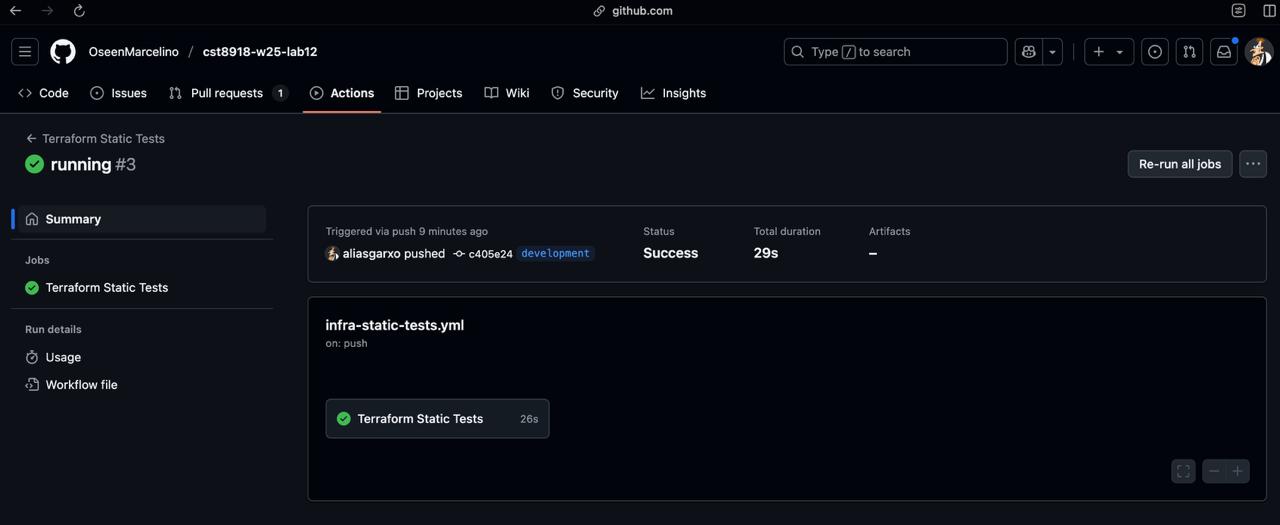 github.com
OseenMarcelino / cst8918-w25-lab12
Type / to search
Code Issues Pull requests 1 Actions Projects Wiki Security Insights
Terraform Static Tests
running #3
Re-run all jobs
Summary
Jobs
Terraform Static Tests
Run details
Usage
Workflow file
Triggered via push 9 minutes ago
aliasgarxo pushed c405e24 development
Status
Success
Total duration
29s
Artifacts
–
infra-static-tests.yml
on: push
Terraform Static Tests 26s